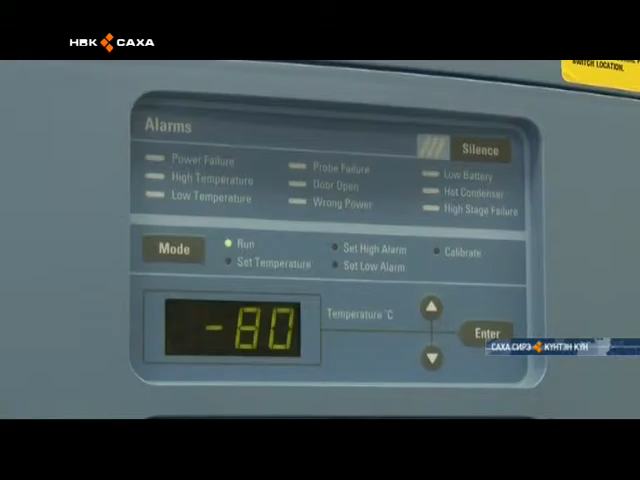 НВК САХА
SWITCH LOCATION.
Alarms
Silence
Power Failure
High Temperature
Low Temperature
Probe Failure
Door Open
Wrong Power
Low Battery
Hot Condenser
High Stage Failure
Mode
Run
Set Temperature
Set High Alarm
Set Low Alarm
Calibrate
-80
Temperature °C
Enter
САХА СИРЭ КҮНТЭН КҮН